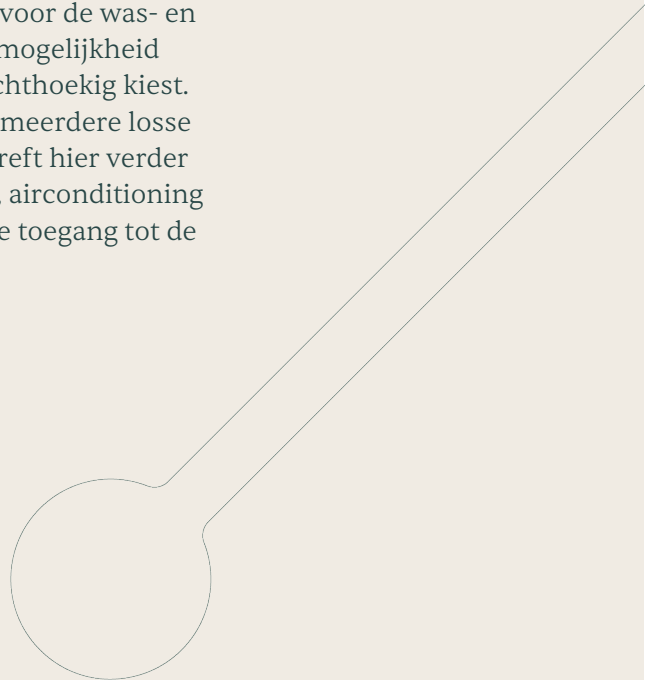 voor de was- en
mogelijkheid
chthoekig kiest.
meerdere losse
reft hier verder
, airconditioning
e toegang tot de